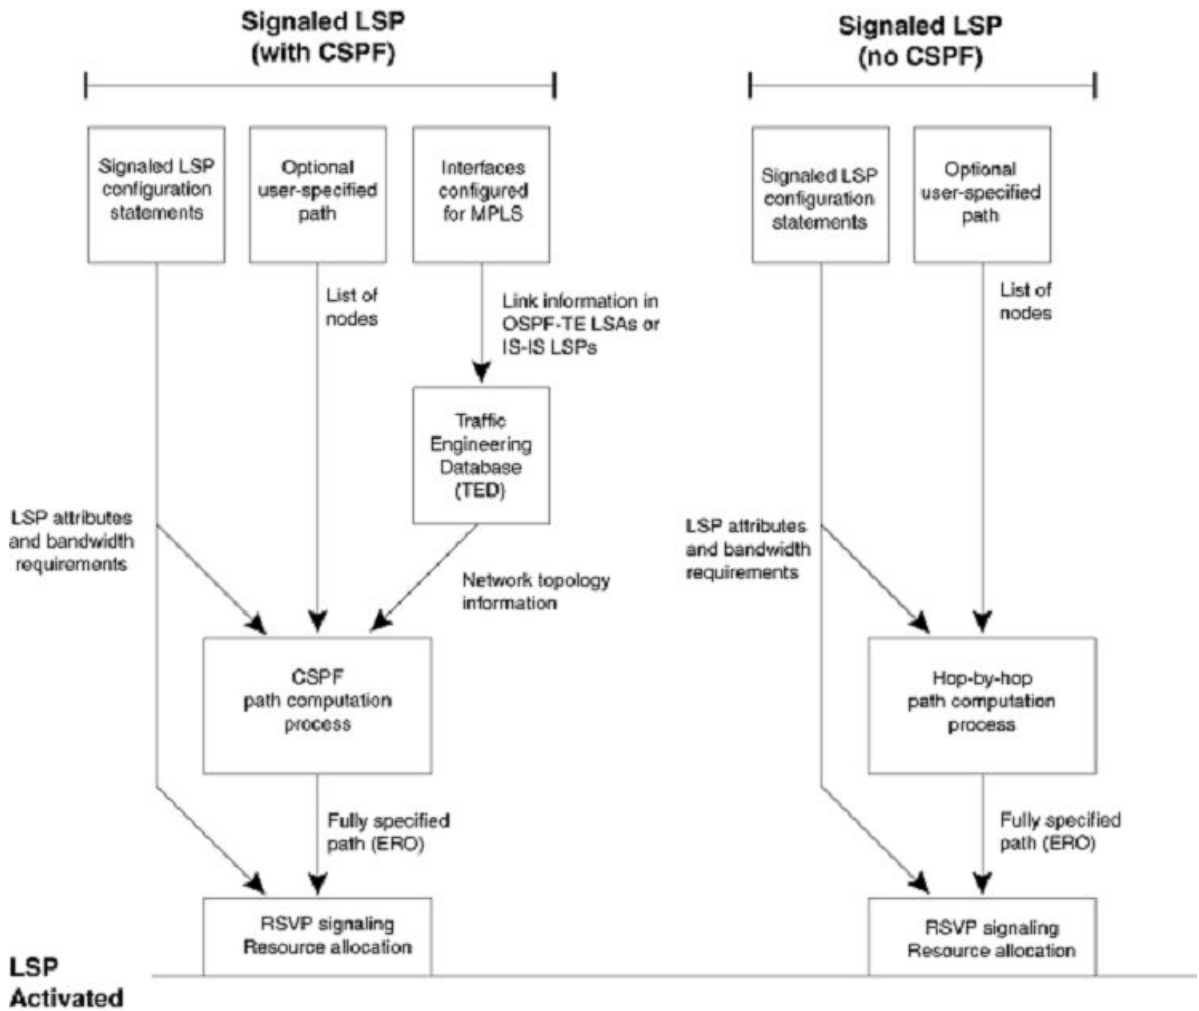 Signaled LSP
(with CSPF)
Signaled LSP
(no CSPF)
Signaled LSP
configuration
statements
Optional
user-specified
path
Interfaces
configured
for MPLS
Signaled LSP
configuration
statements
Optional
user-specified
path
List of
nodes
Link information in
OSPF-TE LSAs or
IS-IS LSPs
List of
nodes
Traffic
Engineering
Database
(TED)
LSP attributes
and bandwidth
requirements
Network topology
information
LSP attributes
and bandwidth
requirements
CSPF
path computation
process
Hop-by-hop
path computation
process
Fully specified
path (ERO)
Fully specified
path (ERO)
RSVP signaling
Resource allocation
RSVP signaling
Resource allocation
LSP
Activated